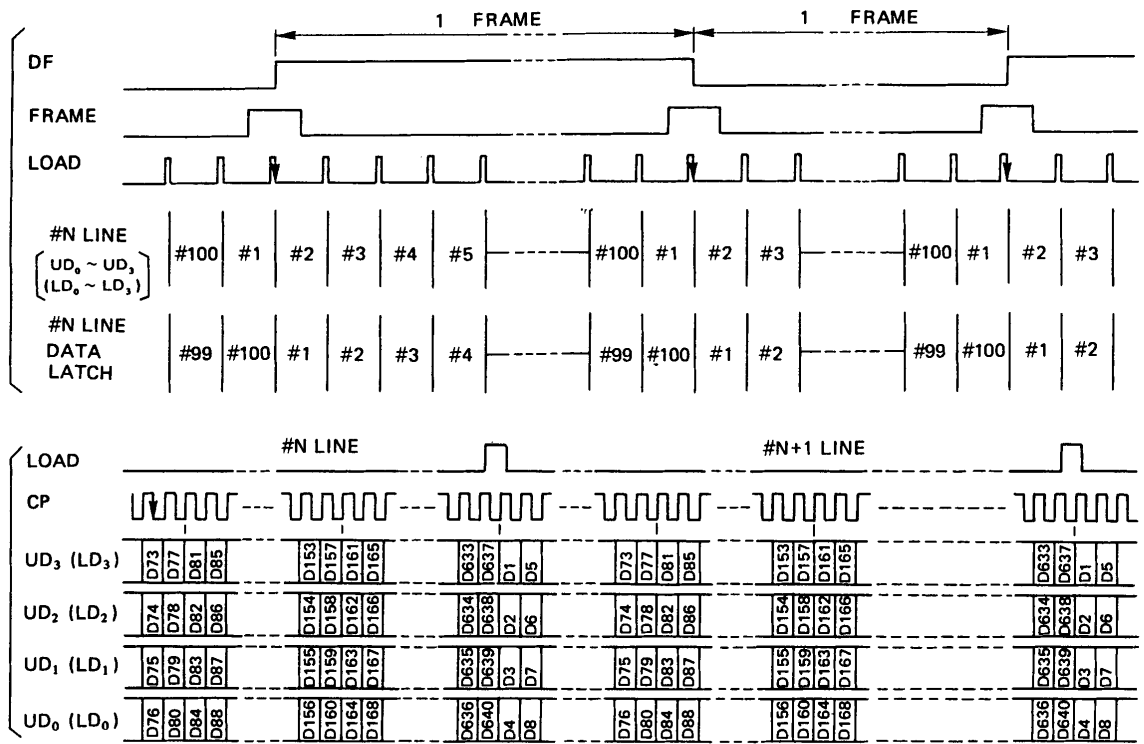 1 FRAME 1 FRAME
DF
FRAME
LOAD
#N LINE
UD₀ ~ UD₃
(LD₀ ~ LD₃)
#100 #1 #2 #3 #4 #5 #100 #1 #2 #3 #100 #1 #2 #3
#N LINE
DATA
LATCH
#99 #100 #1 #2 #3 #4 #99 #100 #1 #2 #99 #100 #1 #2
#N LINE #N+1 LINE
LOAD
CP
UD₃ (LD₃) D73 D77 D81 D85 D153 D157 D161 D165 D633 D637 D1 D5 D73 D77 D81 D85 D153 D157 D161 D165 D633 D637 D1 D5
UD₂ (LD₂) D74 D78 D82 D86 D154 D158 D162 D166 D634 D638 D2 D6 D74 D78 D82 D86 D154 D158 D162 D166 D634 D638 D2 D6
UD₁ (LD₁) D75 D79 D83 D87 D155 D159 D163 D167 D635 D639 D3 D7 D75 D79 D83 D87 D155 D159 D163 D167 D635 D639 D3 D7
UD₀ (LD₀) D76 D80 D84 D88 D156 D160 D164 D168 D636 D640 D4 D8 D76 D80 D84 D88 D156 D160 D164 D168 D636 D640 D4 D8